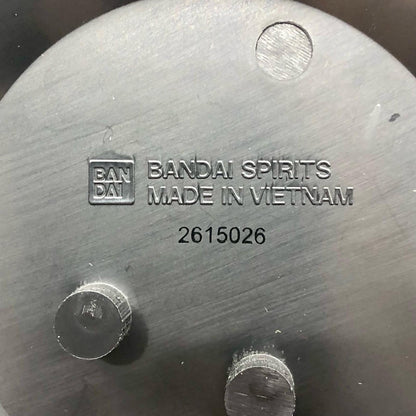 BAN
DAI
BANDAI SPIRITS
MADE IN VIETNAM
2615026